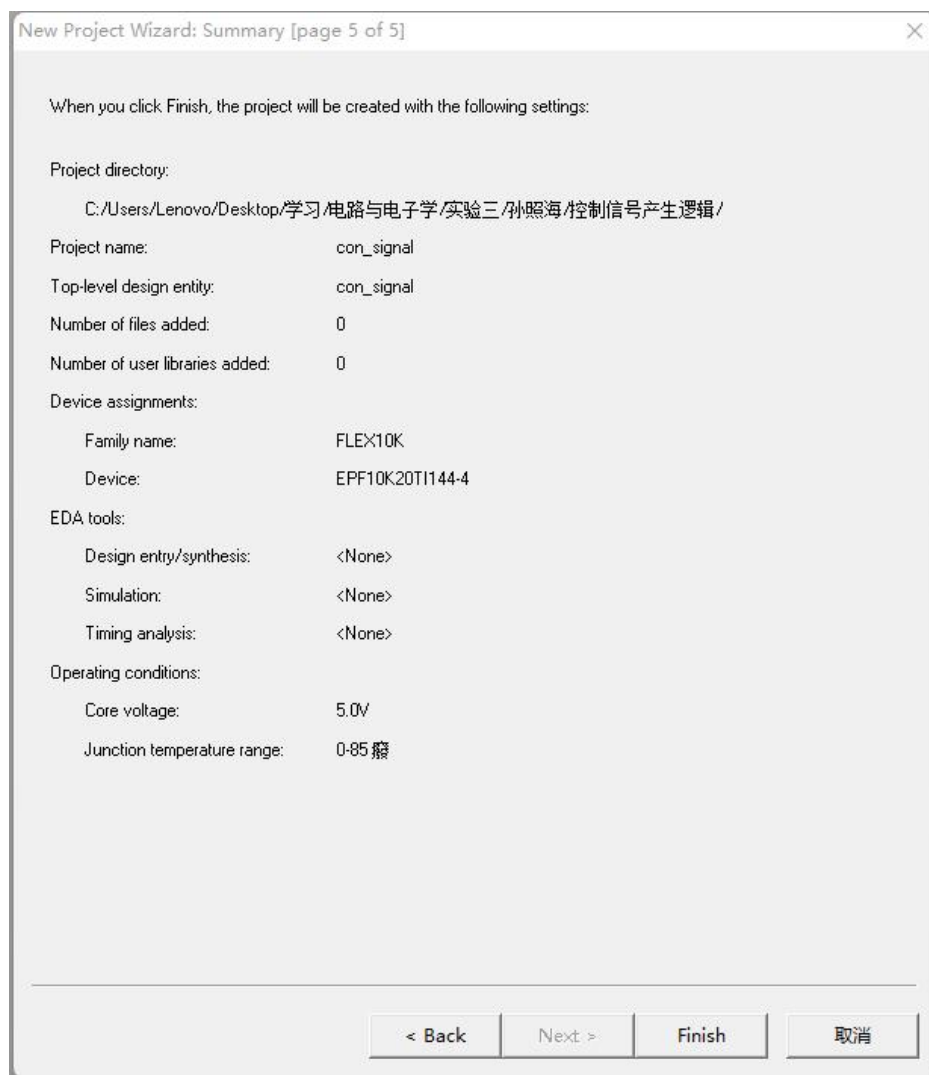 New Project Wizard: Summary [page 5 of 5]
When you click Finish, the project will be created with the following settings:
Project directory:
C:/Users/Lenovo/Desktop/学习/电路与电子学/实验三/孙照海/控制信号产生逻辑/
Project name: con_signal
Top-level design entity: con_signal
Number of files added: 0
Number of user libraries added: 0
Device assignments:
Family name: FLEX10K
Device: EPF10K20TI144-4
EDA tools:
Design entry/synthesis: <None>
Simulation: <None>
Timing analysis: <None>
Operating conditions:
Core voltage: 5.0V
Junction temperature range: 0-85 癈
< Back Next > Finish 取消